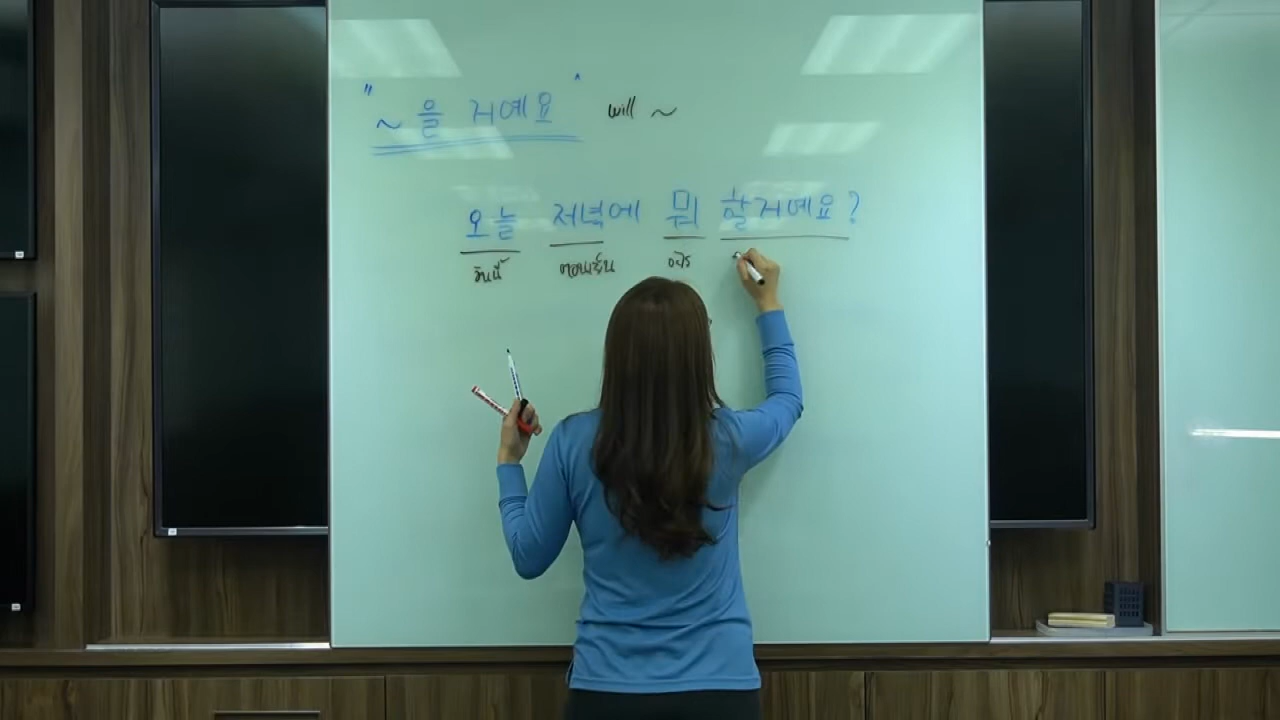 "~을 거예요" will ~
오늘 저녁에 뭐 할거예요?
วันนี้ ตอนเย็น อะไร